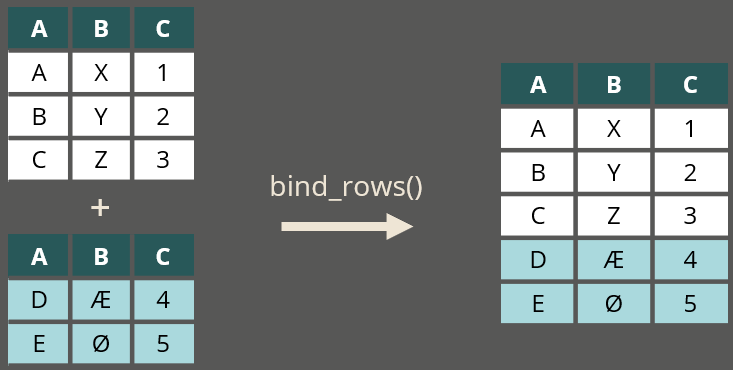 A B C
A X 1
B Y 2
C Z 3
+
A B C
D Æ 4
E Ø 5
bind_rows()
A B C
A X 1
B Y 2
C Z 3
D Æ 4
E Ø 5